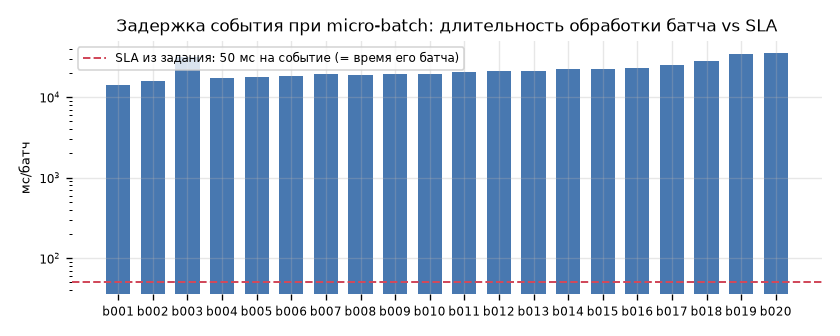 Задержка события при micro-batch: длительность обработки батча vs SLA
SLA из задания: 50 мс на событие (= время его батча)
мс/батч
10⁴
10³
10²
b001 b002 b003 b004 b005 b006 b007 b008 b009 b010 b011 b012 b013 b014 b015 b016 b017 b018 b019 b020